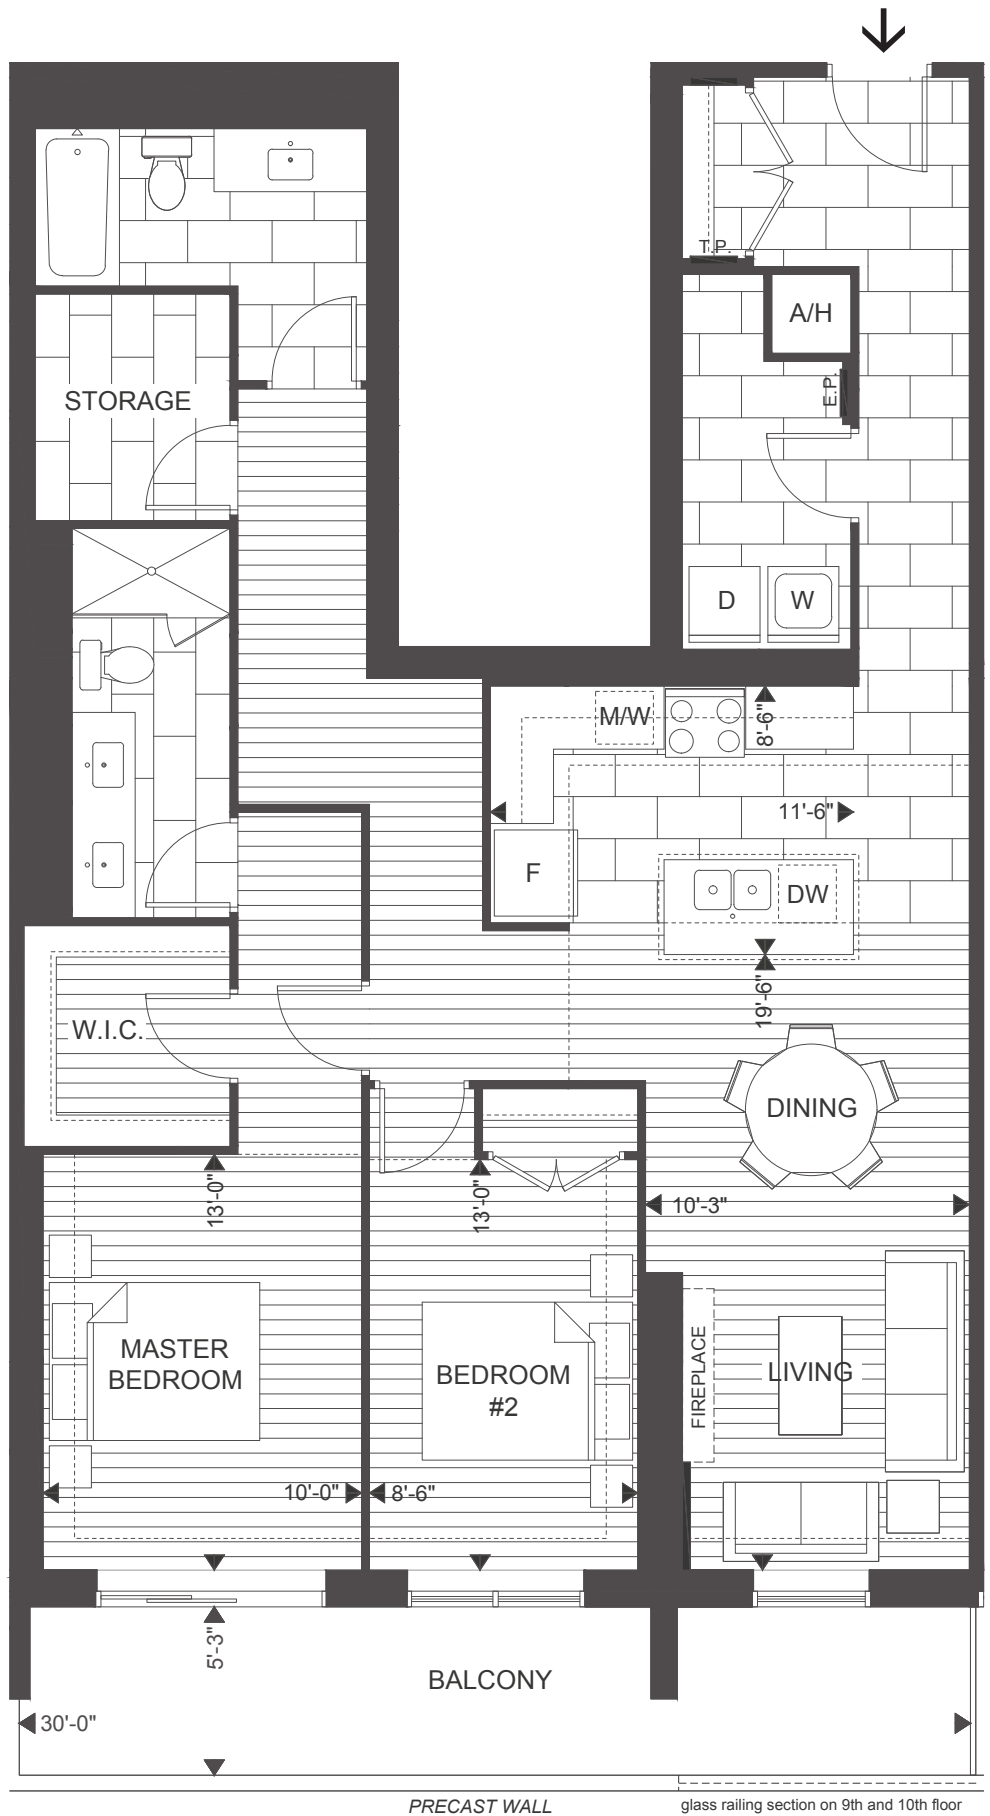 T.P.
A/H
E.P.
STORAGE
D
W
M/W
8'-6"
11'-6"
F
DW
19'-6"
W.I.C.
DINING
13'-0"
13'-0"
10'-3"
MASTER
BEDROOM
BEDROOM
#2
FIREPLACE
LIVING
10'-0"
8'-6"
5'-3"
BALCONY
30'-0"
PRECAST WALL
glass railing section on 9th and 10th floor